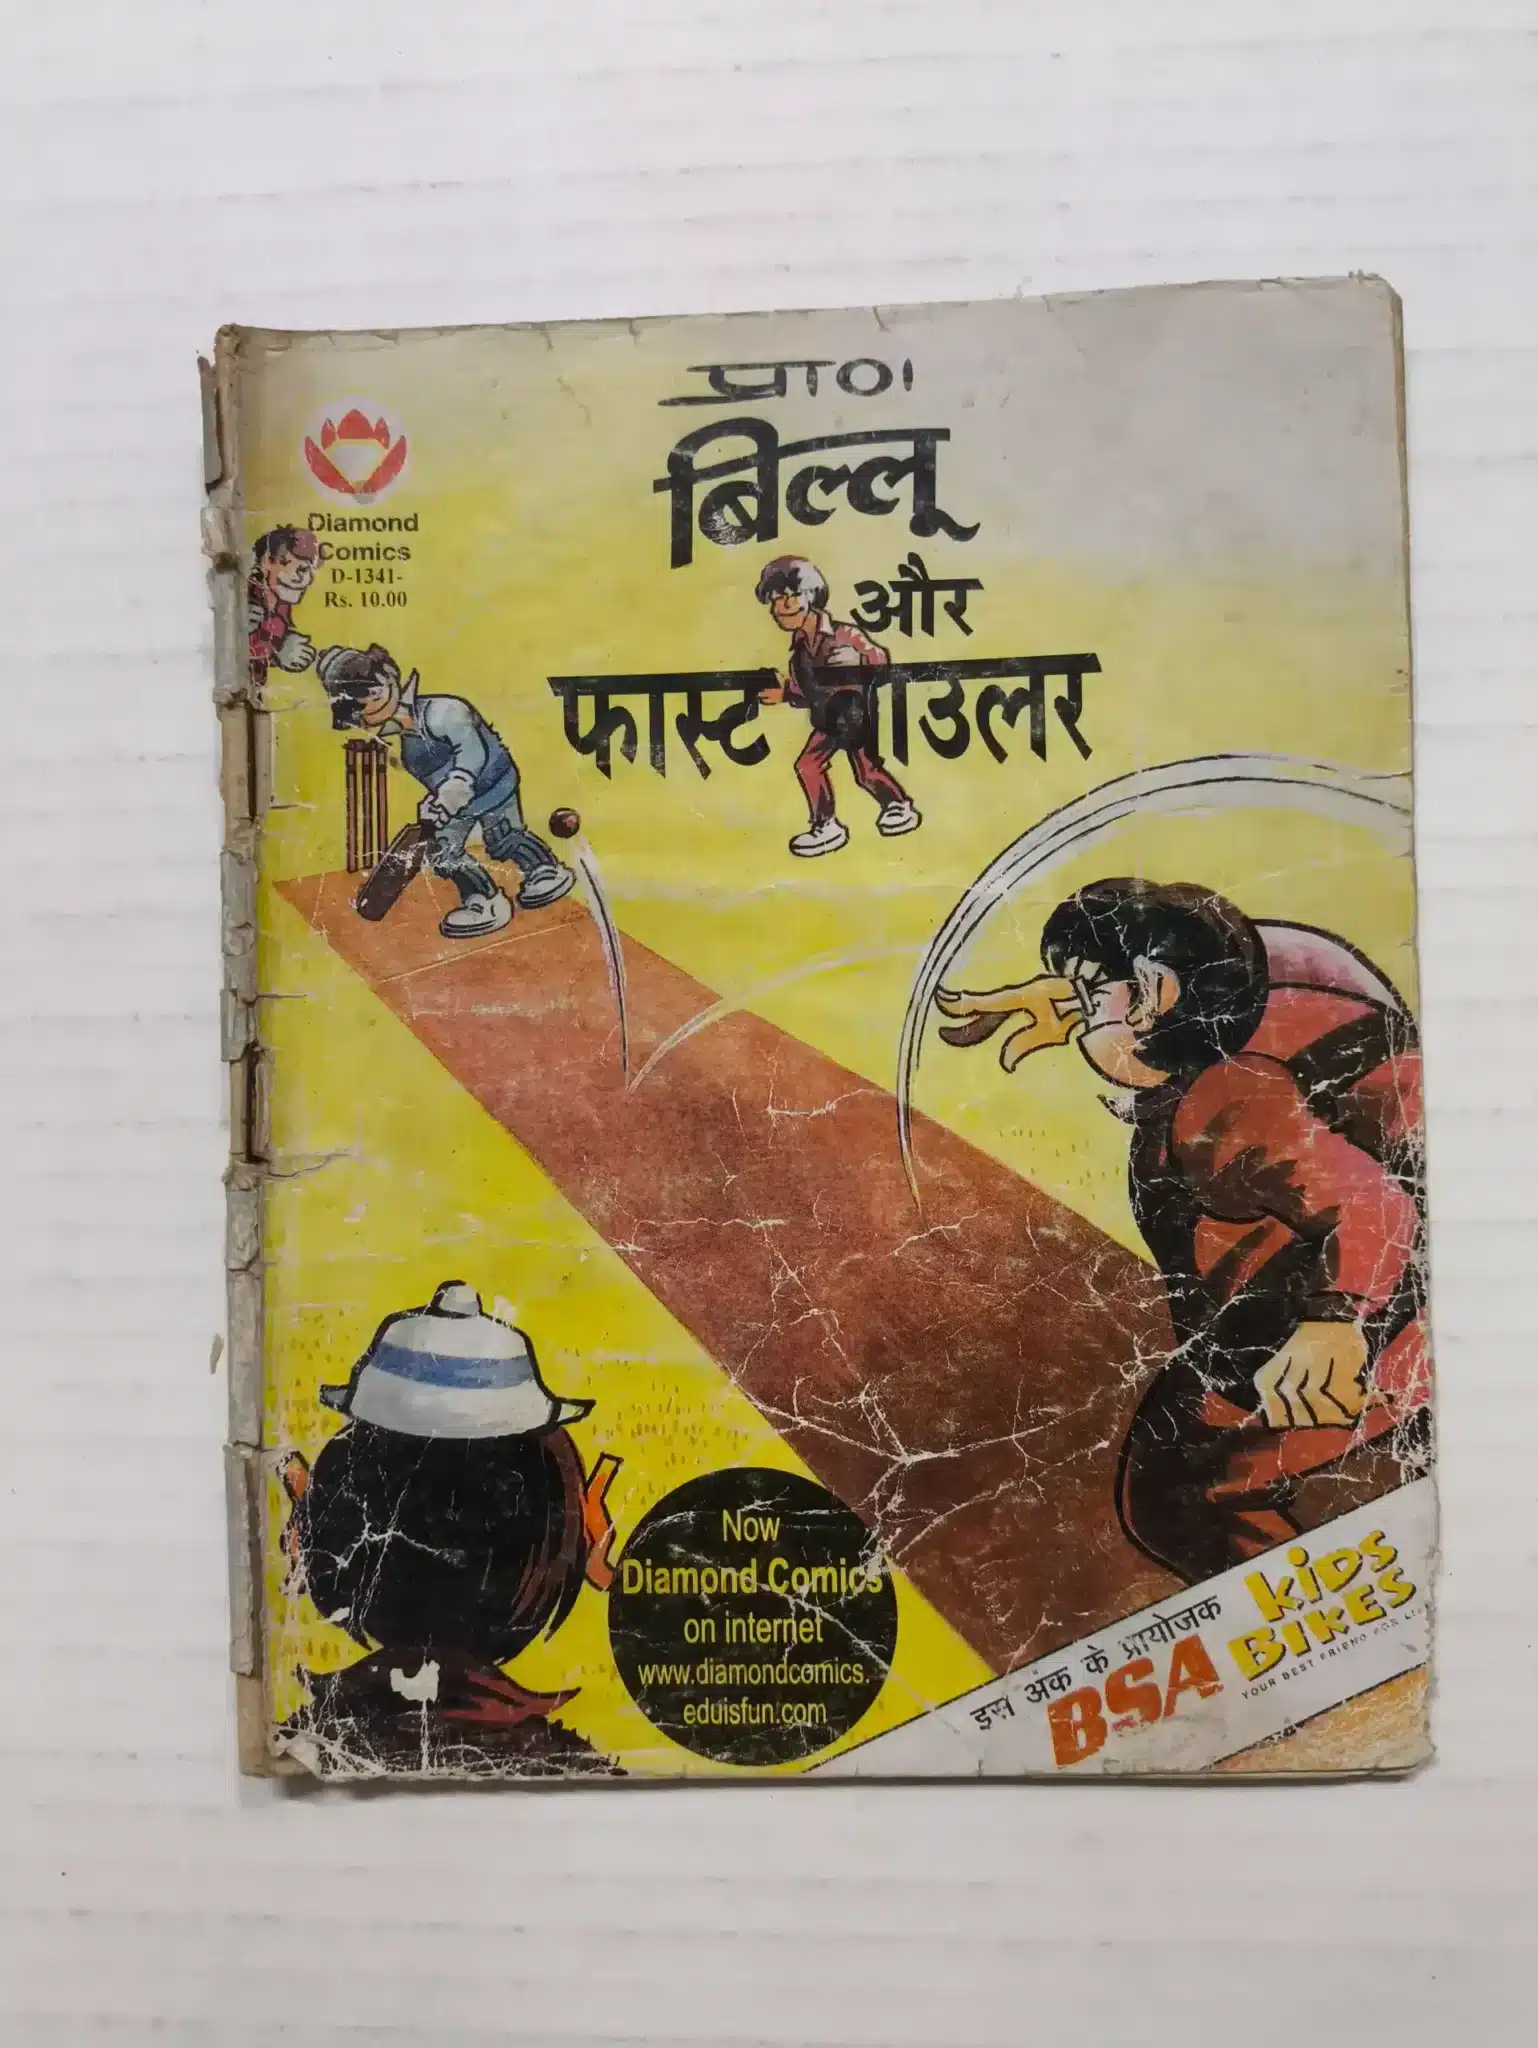 प्राण
बिल्लू
और
फास्ट बाउलर
Diamond
Comics
D-1341-
Rs. 10.00
Now
Diamond Comics
on internet
www.diamondcomics.
eduisfun.com
इस अंक के प्रायोजक
BSA
KiDS
BIKES
YOUR BEST FRIEND FOR